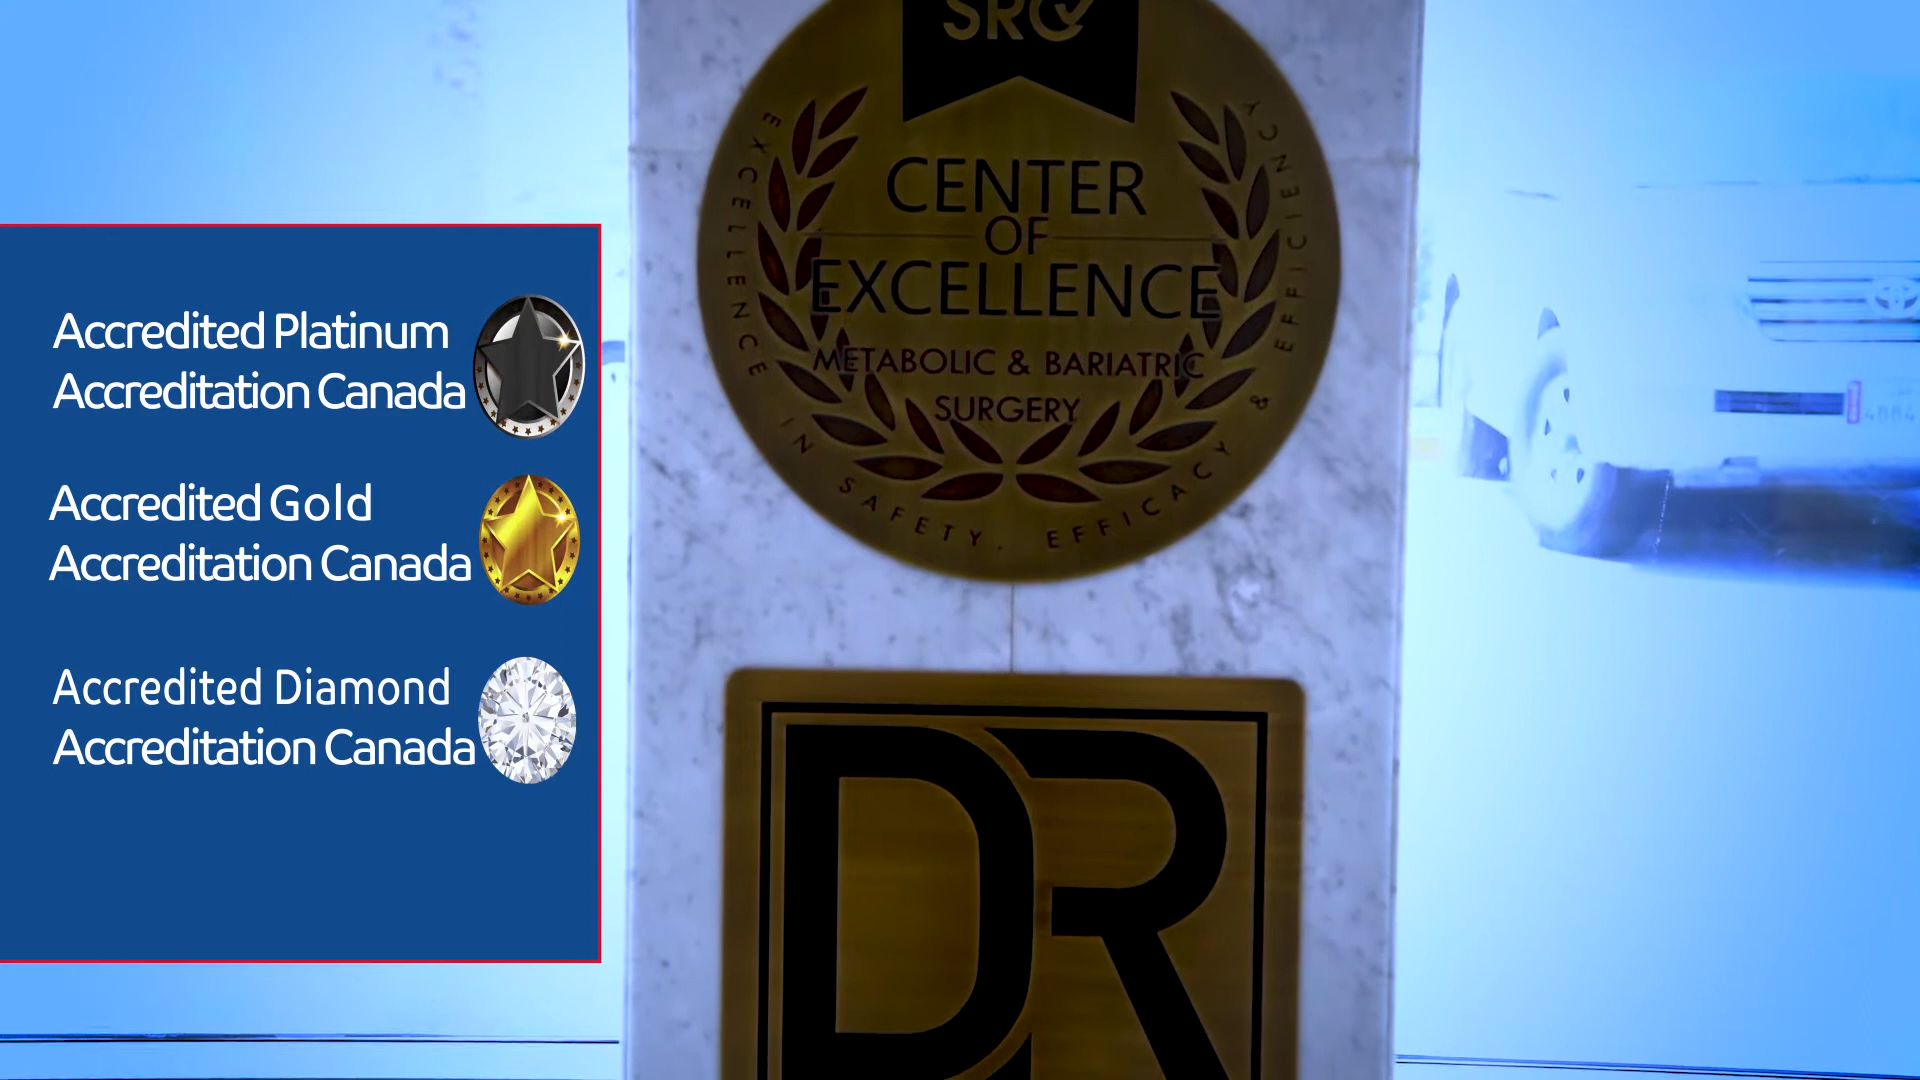 Accredited Platinum
Accreditation Canada
Accredited Gold
Accreditation Canada
Accredited Diamond
Accreditation Canada
SRC
CENTER
OF
EXCELLENCE
METABOLIC & BARIATRIC
SURGERY
EXCELLENCE IN SAFETY, EFFICACY & EFFICIENCY
DR